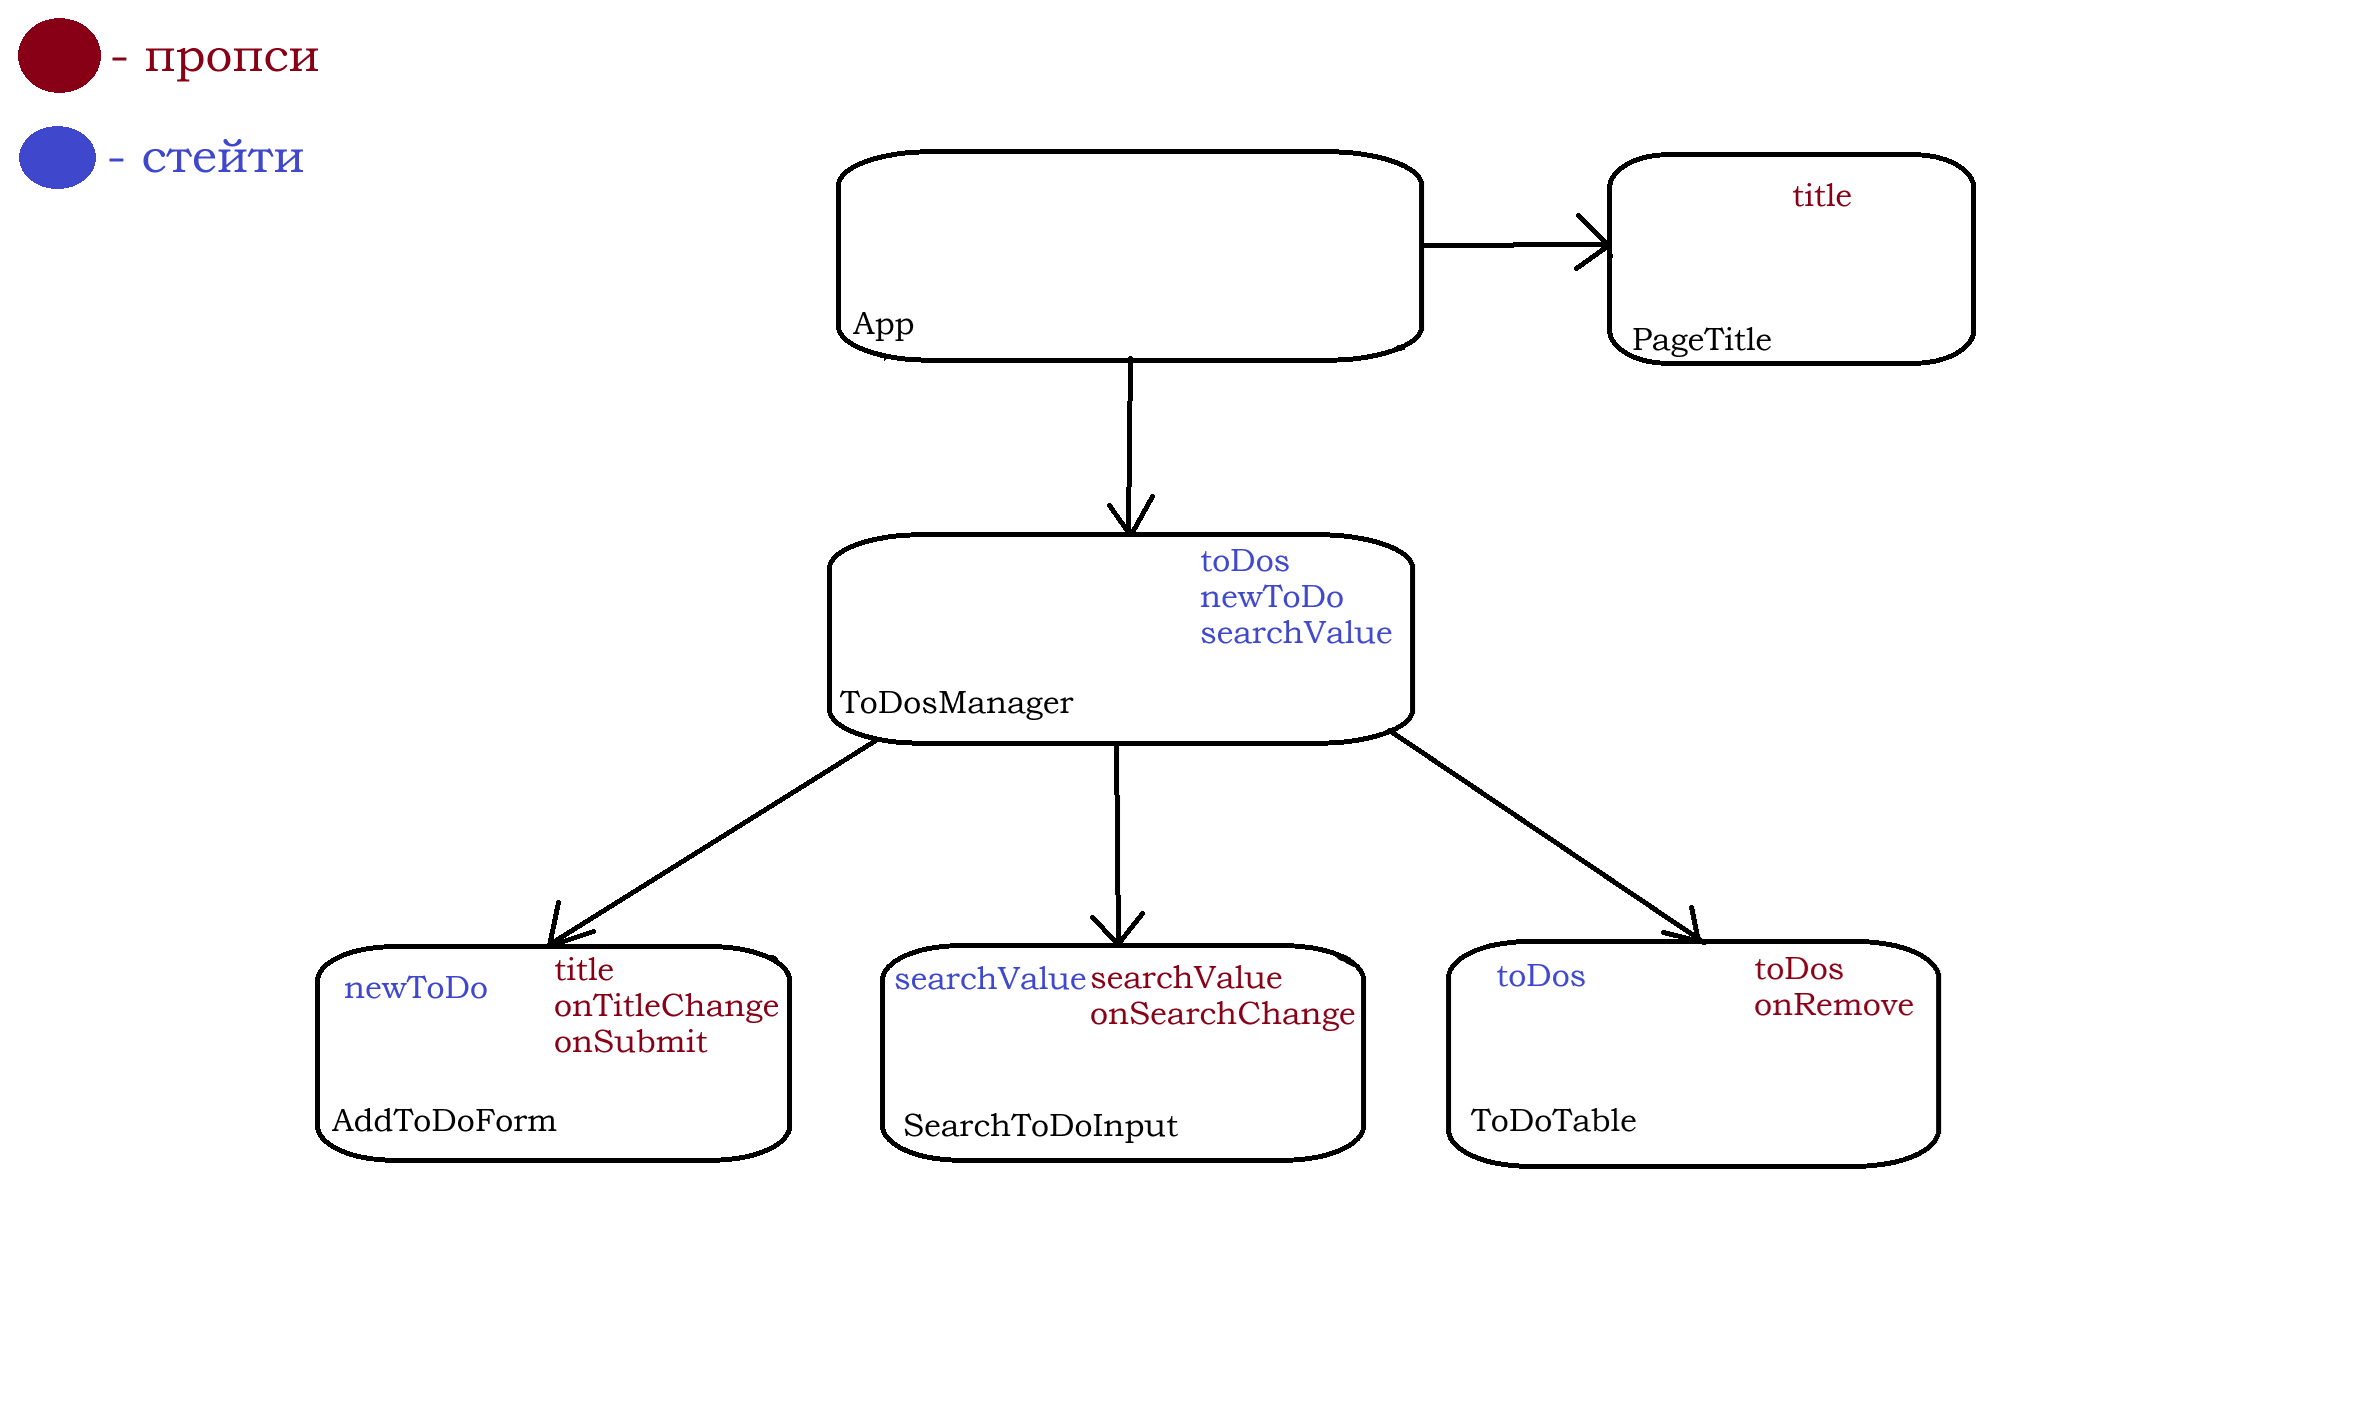 - пропси
- стейти
title
App
PageTitle
toDos
newToDo
searchValue
ToDosManager
newToDo
title
onTitleChange
onSubmit
AddToDoForm
searchValue
searchValue
onSearchChange
SearchToDoInput
toDos
toDos
onRemove
ToDoTable